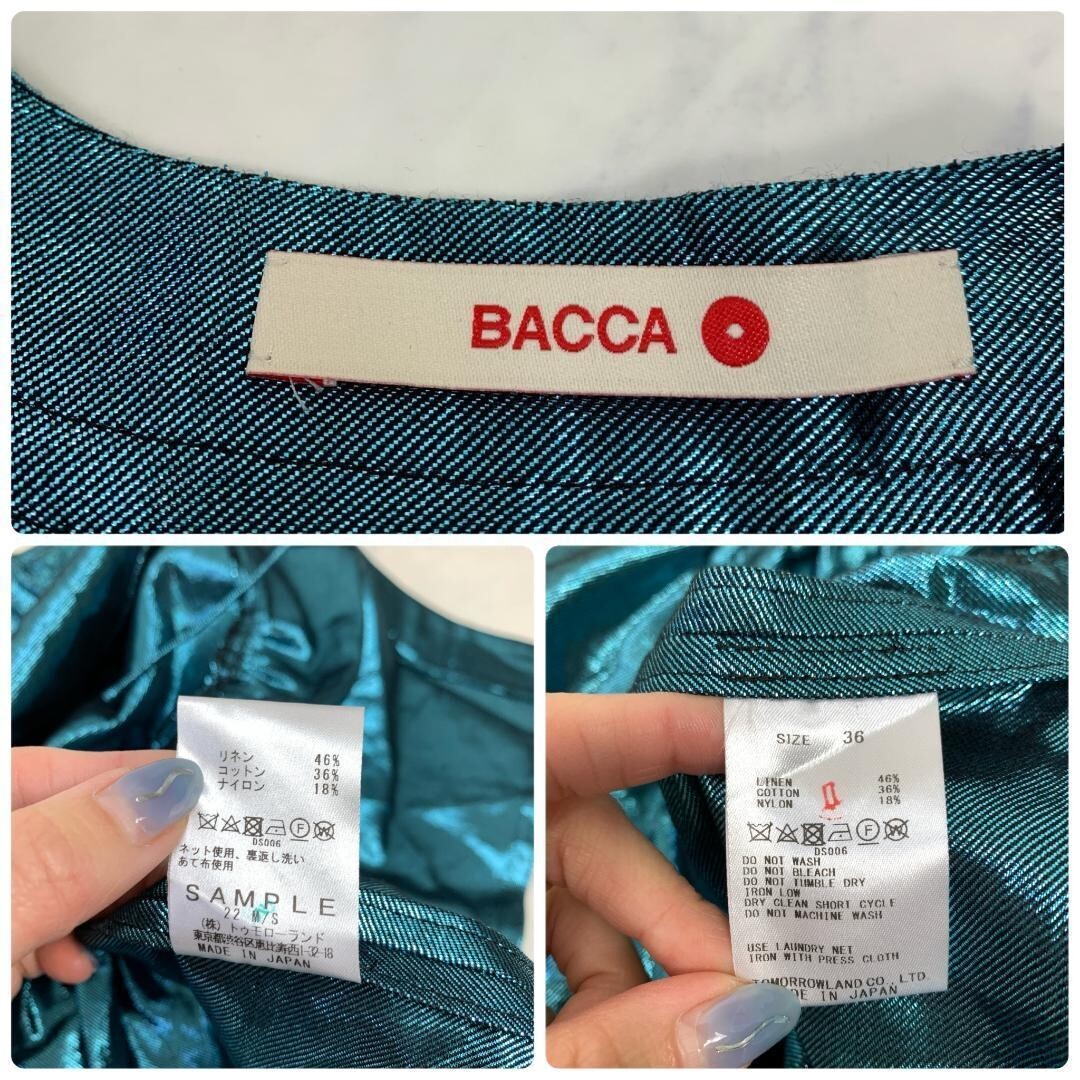 BACCA
リネン 46%
コットン 36%
ナイロン 18%
DS006
ネット使用、裏返し洗い
あて布使用
SAMPLE
22 M/S
(株)トゥモローランド
東京都渋谷区恵比寿西1-32-18
MADE IN JAPAN
SIZE 36
LINEN 46%
COTTON 36%
NYLON 18%
DS006
DO NOT WASH
DO NOT BLEACH
DO NOT TUMBLE DRY
IRON LOW
DRY CLEAN SHORT CYCLE
DO NOT MACHINE WASH
USE LAUNDRY NET
IRON WITH PRESS CLOTH
TOMORROWLAND CO., LTD.
DE IN JAPAN